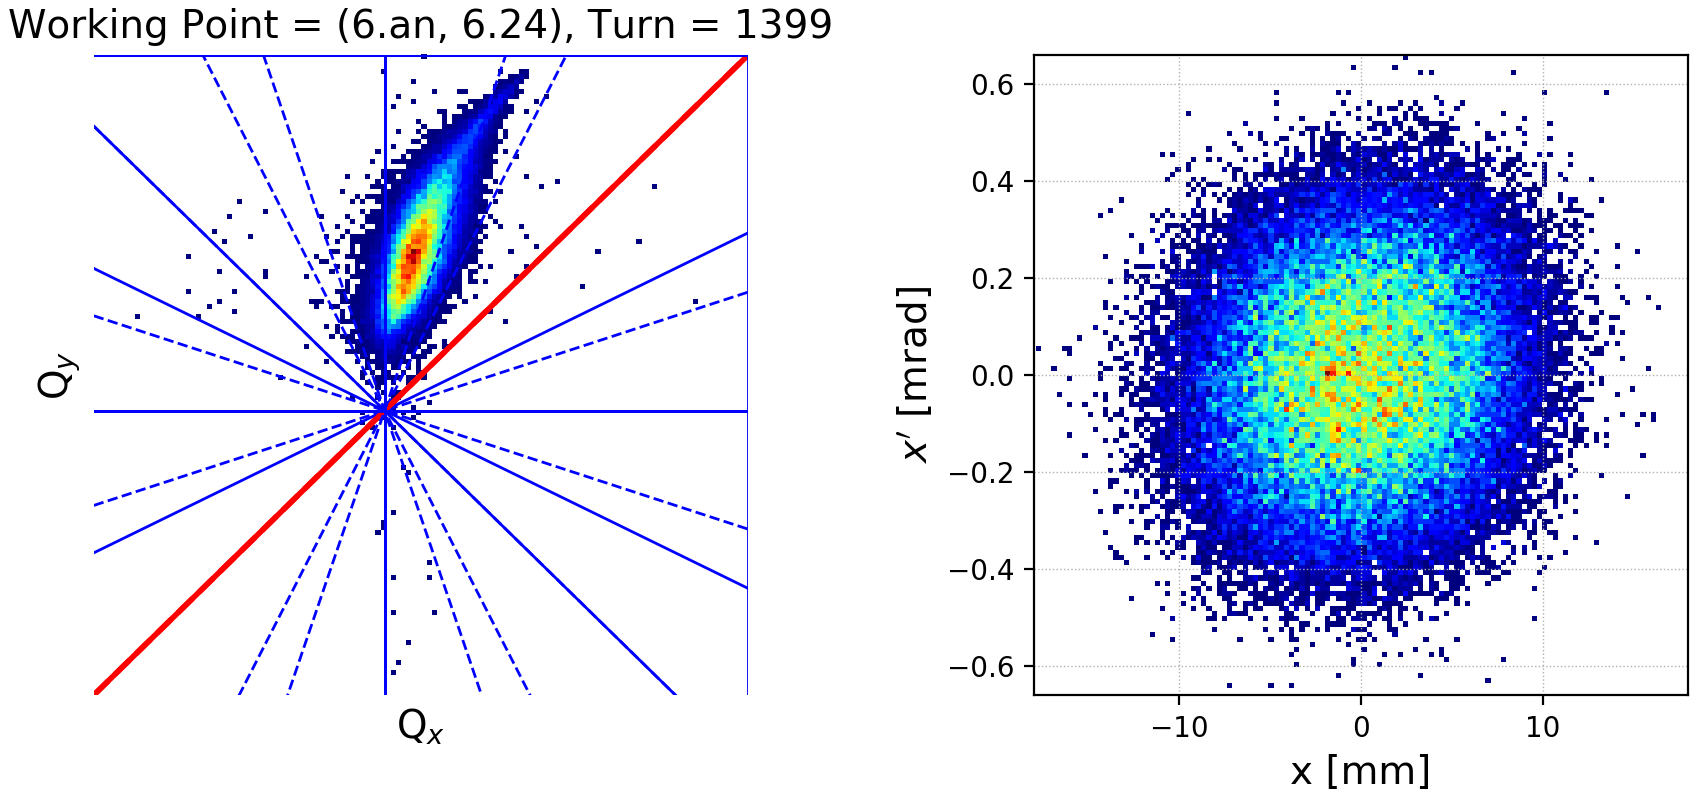 Working Point = (6.an, 6.24), Turn = 1399
Q_y
Q_x
0.6
0.4
0.2
0.0
−0.2
−0.4
−0.6
x′ [mrad]
−10 0 10
x [mm]